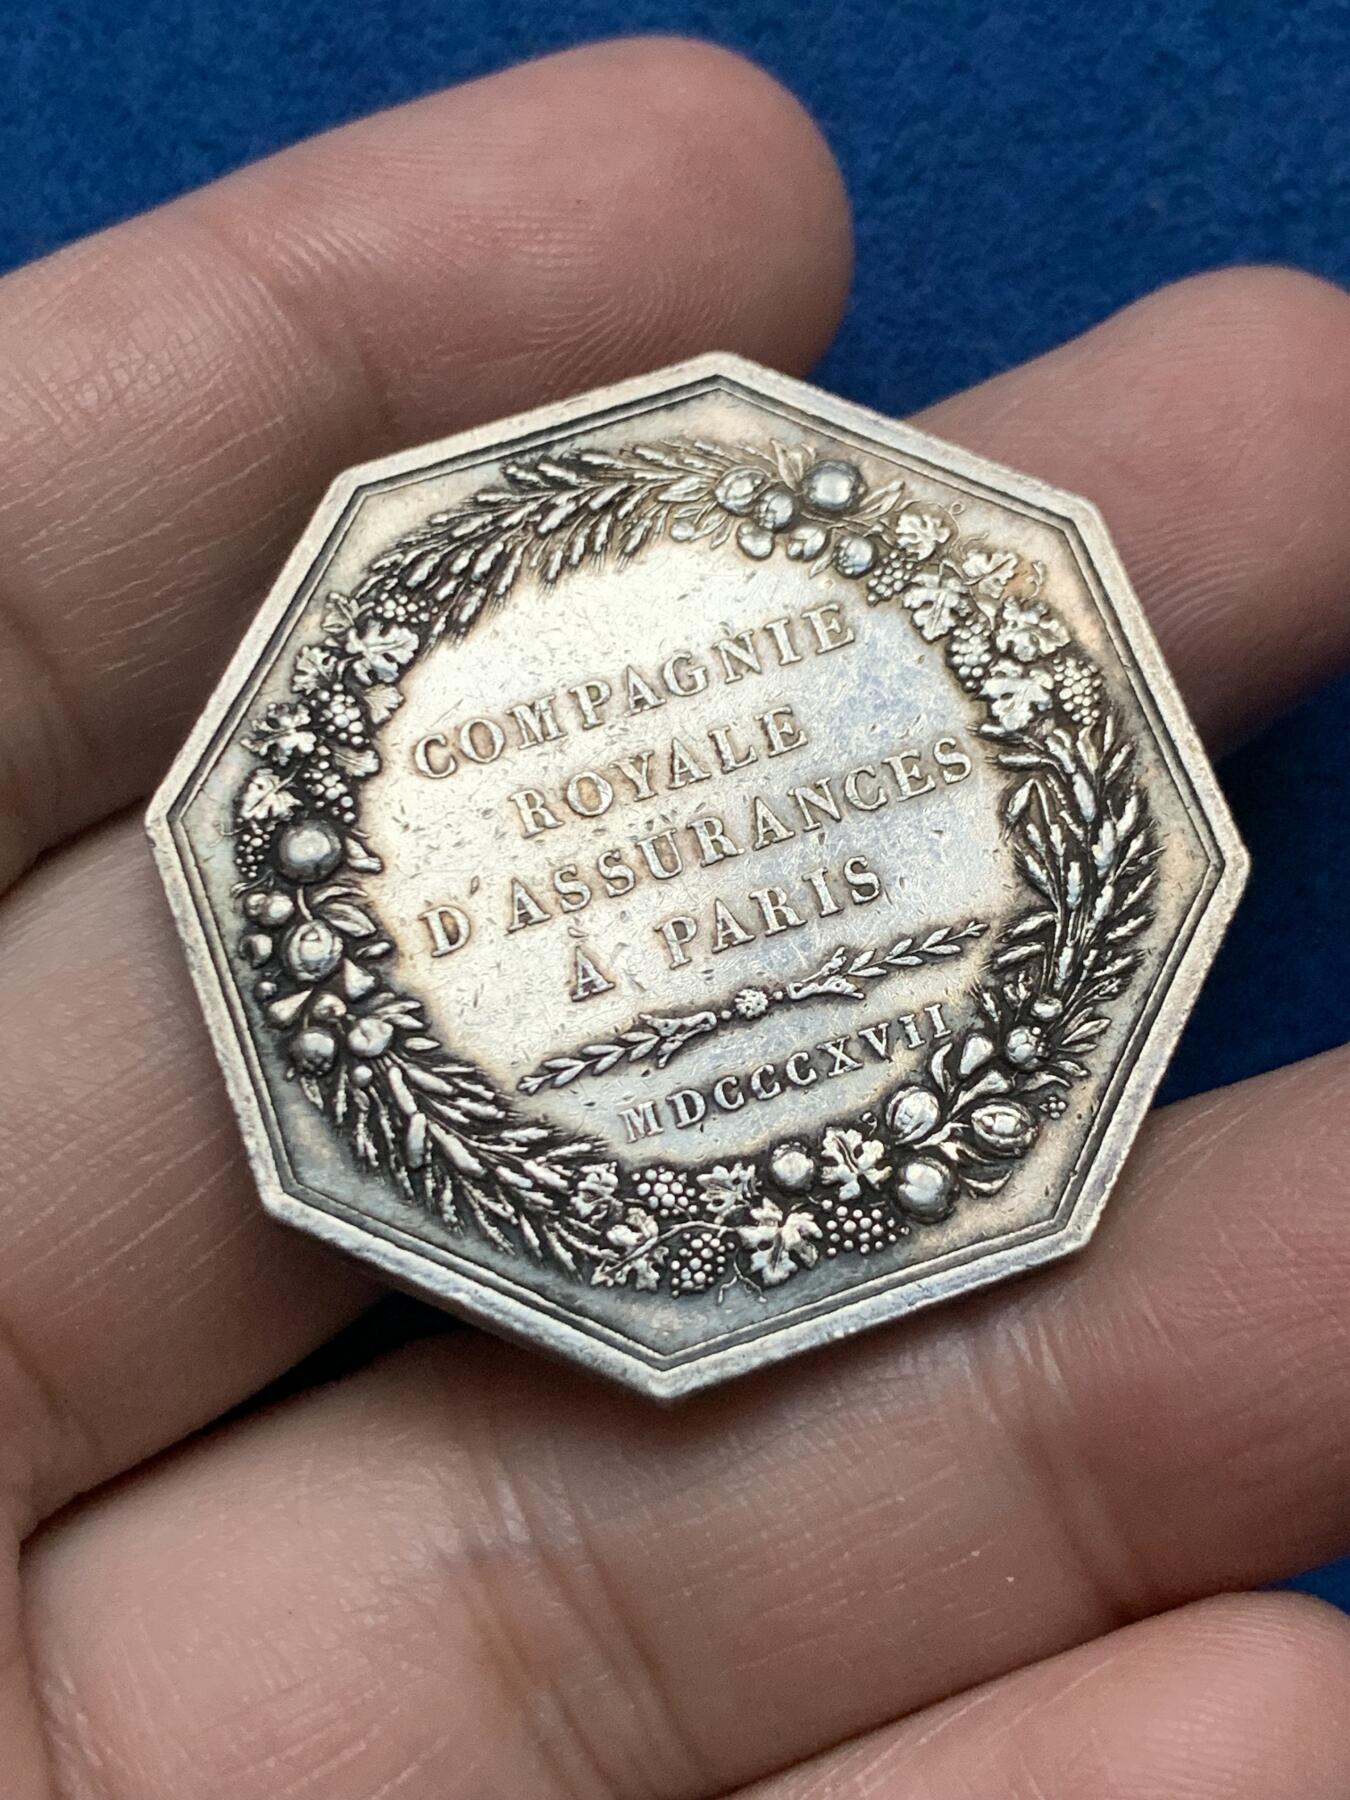 COMPAGNIE
ROYALE
D'ASSURANCES
À PARIS
MDCCCXVII